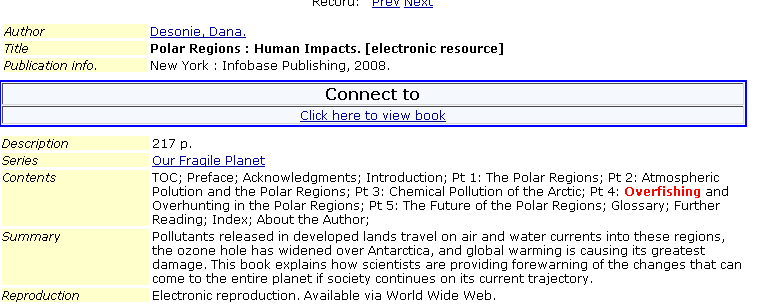 Record: Prev Next
Author Desonie, Dana.
Title Polar Regions : Human Impacts. [electronic resource]
Publication info. New York : Infobase Publishing, 2008.
Connect to
Click here to view book
Description 217 p.
Series Our Fragile Planet
Contents TOC; Preface; Acknowledgments; Introduction; Pt 1: The Polar Regions; Pt 2: Atmospheric
Polution and the Polar Regions; Pt 3: Chemical Pollution of the Arctic; Pt 4: Overfishing and
Overhunting in the Polar Regions; Pt 5: The Future of the Polar Regions; Glossary; Further
Reading; Index; About the Author;
Summary Pollutants released in developed lands travel on air and water currents into these regions,
the ozone hole has widened over Antarctica, and global warming is causing its greatest
damage. This book explains how scientists are providing forewarning of the changes that can
come to the entire planet if society continues on its current trajectory.
Reproduction Electronic reproduction. Available via World Wide Web.